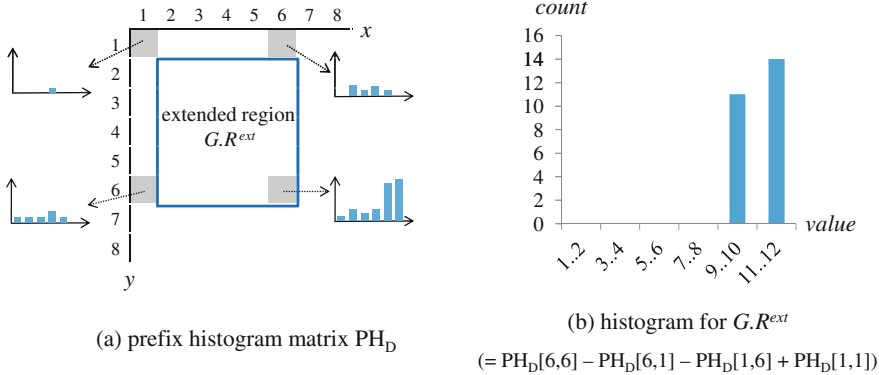 1 2 3 4 5 6 7 8
x
1
2
3
4
5
6
7
8
y
extended region
G.R^ext
(a) prefix histogram matrix PH_D
count
16
14
12
10
8
6
4
2
0
value
1..2
3..4
5..6
7..8
9..10
11..12
(b) histogram for G.R^ext
(= PH_D[6,6] – PH_D[6,1] – PH_D[1,6] + PH_D[1,1])